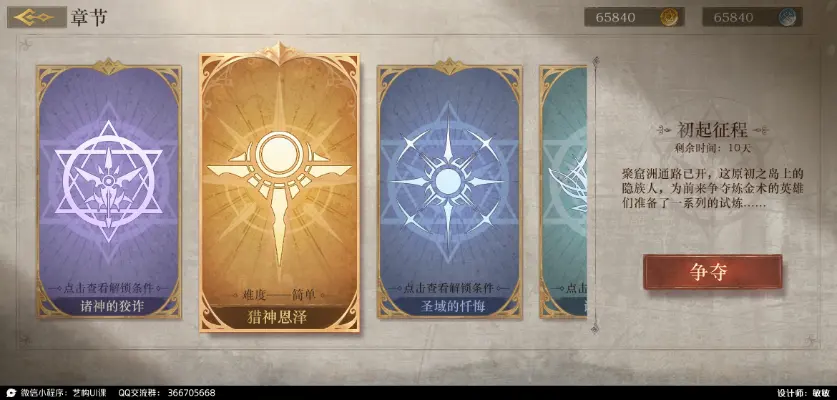 章节
65840
65840
点击查看解锁条件
诸神的狡诈
难度——简单
猎神恩泽
点击查看解锁条件
圣域的忏悔
点击
初起征程
剩余时间：10天
聚窟洲通路已开，这原初之岛上的
隐族人，为前来争夺炼金术的英雄
们准备了一系列的试炼……
争夺
微信小程序：艺构UI课 QQ交流群：366705668
设计师：敏敏